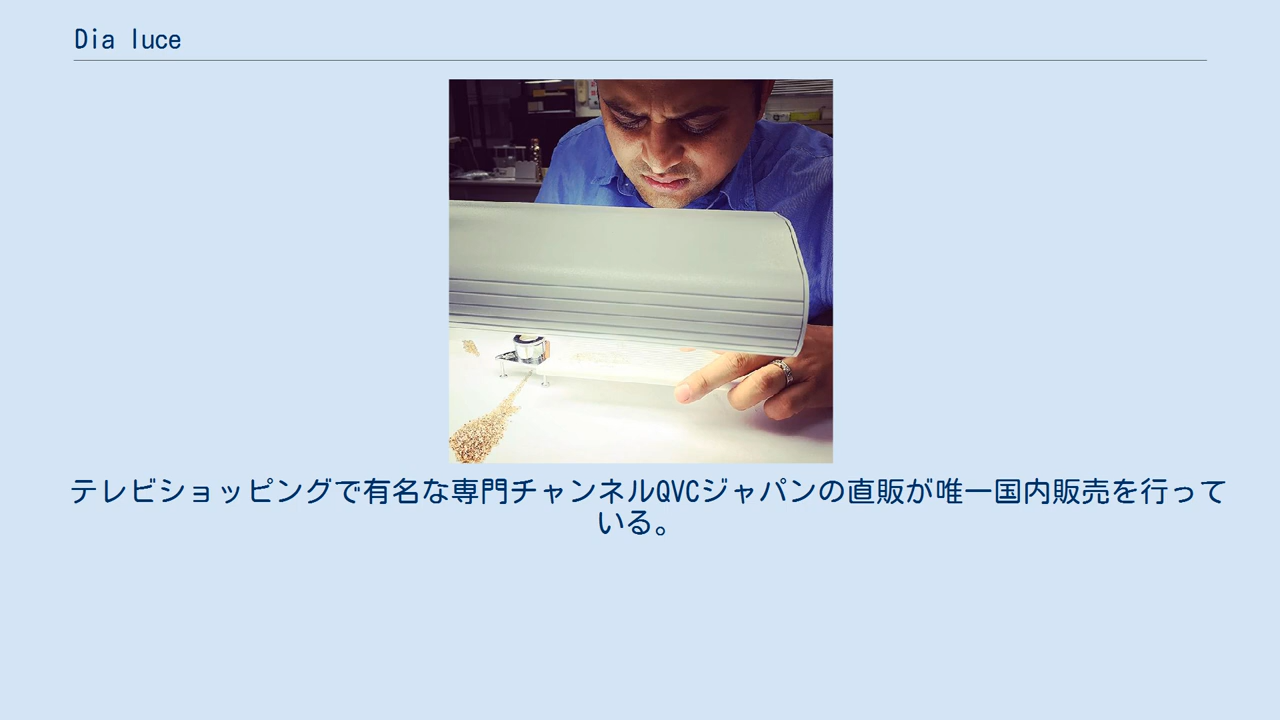 Dia luce
テレビショッピングで有名な専門チャンネルQVCジャパンの直販が唯一国内販売を行って
いる。